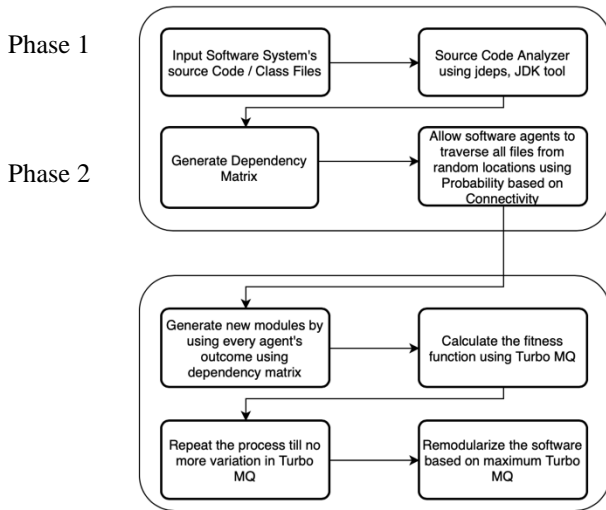 Phase 1
Input Software System's
source Code / Class Files
Source Code Analyzer
using jdeps, JDK tool
Phase 2
Generate Dependency
Matrix
Allow software agents to
traverse all files from
random locations using
Probability based on
Connectivity
Generate new modules by
using every agent's
outcome using
dependency matrix
Calculate the fitness
function using Turbo MQ
Repeat the process till no
more variation in Turbo
MQ
Remodularize the software
based on maximum Turbo
MQ